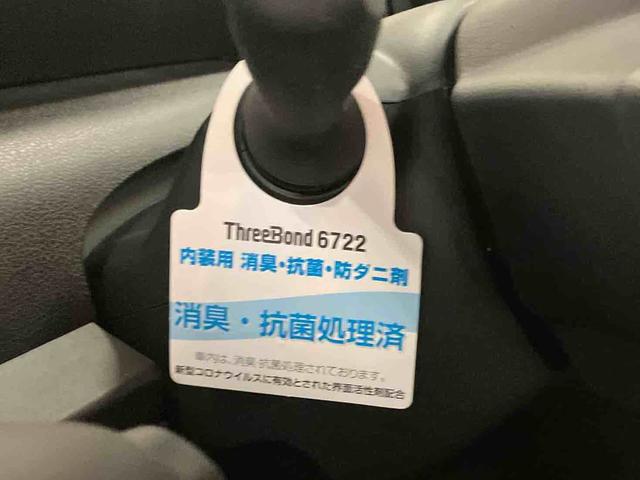 ThreeBond 6722
内装用 消臭・抗菌・防ダニ剤
消臭・抗菌処理済
車内は、消臭 抗菌処理されております。
新型コロナウイルスに有効とされた界面活性剤配合